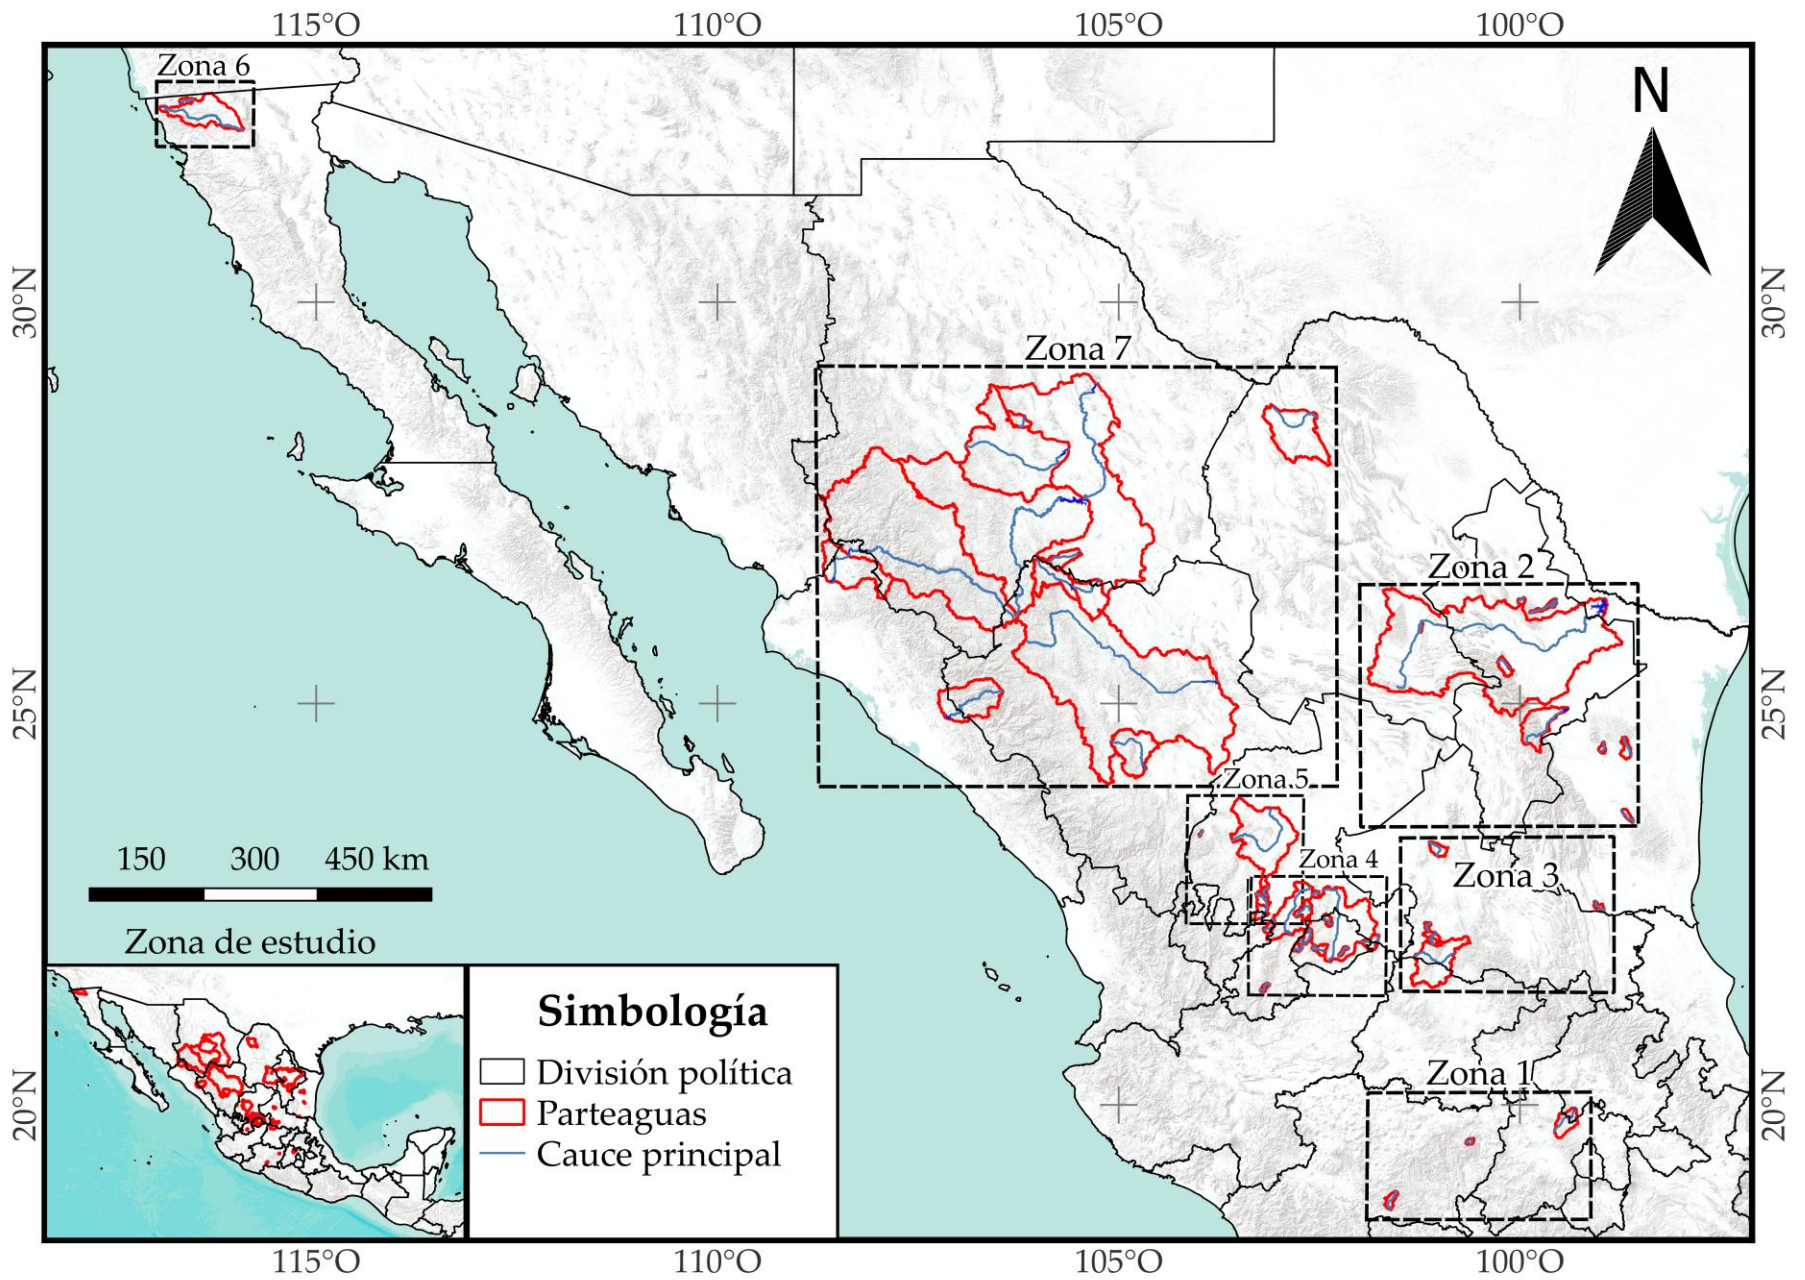 115°O 110°O 105°O 100°O
Zona 6
N
30°N 30°N
Zona 7
Zona 2
25°N 25°N
Zona 5
150 300 450 km
Zona 4
Zona 3
Zona de estudio
Simbología
División política
Zona 1
Parteaguas
20°N 20°N
Cauce principal
115°O 110°O 105°O 100°O